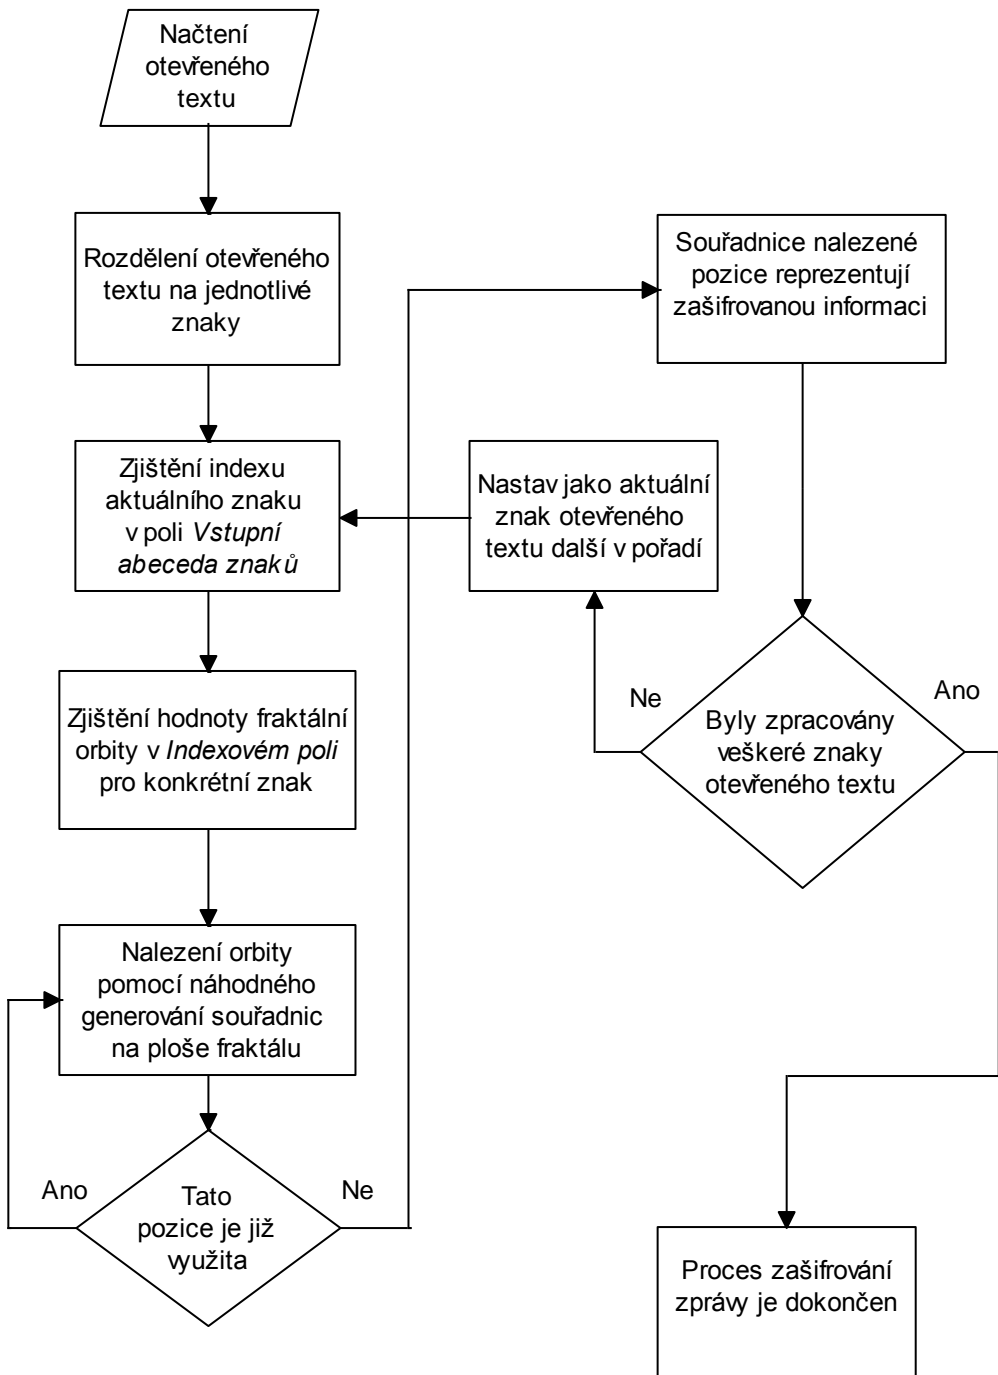 Načtení
otevřeného
textu
Rozdělení otevřeného
textu na jednotlivé
znaky
Zjištění indexu
aktuálního znaku
v poli Vstupní
abeceda znaků
Zjištění hodnoty fraktální
orbity v Indexovém poli
pro konkrétní znak
Nalezení orbity
pomocí náhodného
generování souřadnic
na ploše fraktálu
Ano
Tato
pozice je již
využita
Ne
Souřadnice nalezené
pozice reprezentují
zašifrovanou informaci
Nastav jako aktuální
znak otevřeného
textu další v pořadí
Ne
Byly zpracovány
veškeré znaky
otevřeného textu
Ano
Proces zašifrování
zprávy je dokončen